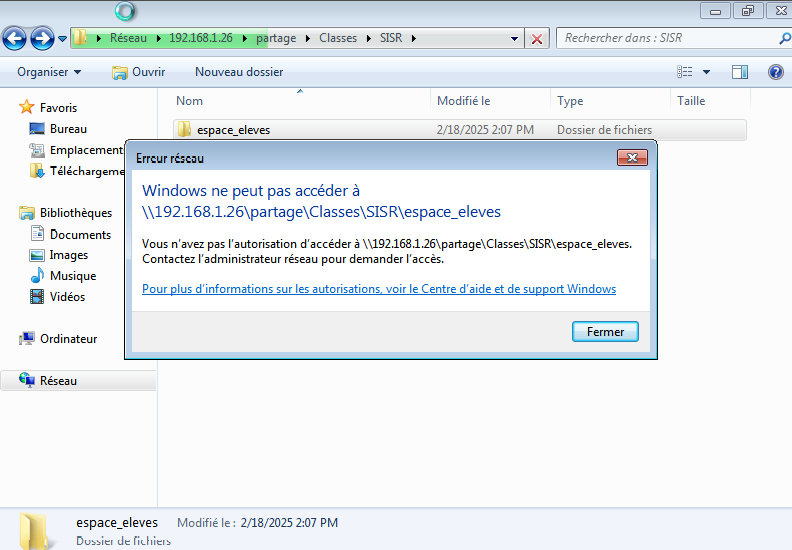 Réseau 192.168.1.26 partage Classes SISR
Rechercher dans : SISR
Organiser Ouvrir Nouveau dossier
Nom Modifié le Type Taille
Favoris
espace_eleves 2/18/2025 2:07 PM Dossier de fichiers
Bureau
Emplacement
Téléchargeme
Bibliothèques
Documents
Images
Musique
Vidéos
Ordinateur
Réseau
Erreur réseau
Windows ne peut pas accéder à
\\192.168.1.26\partage\Classes\SISR\espace_eleves
Vous n'avez pas l'autorisation d'accéder à \\192.168.1.26\partage\Classes\SISR\espace_eleves.
Contactez l'administrateur réseau pour demander l'accès.
Pour plus d'informations sur les autorisations, voir le Centre d'aide et de support Windows
Fermer
espace_eleves Modifié le : 2/18/2025 2:07 PM
Dossier de fichiers